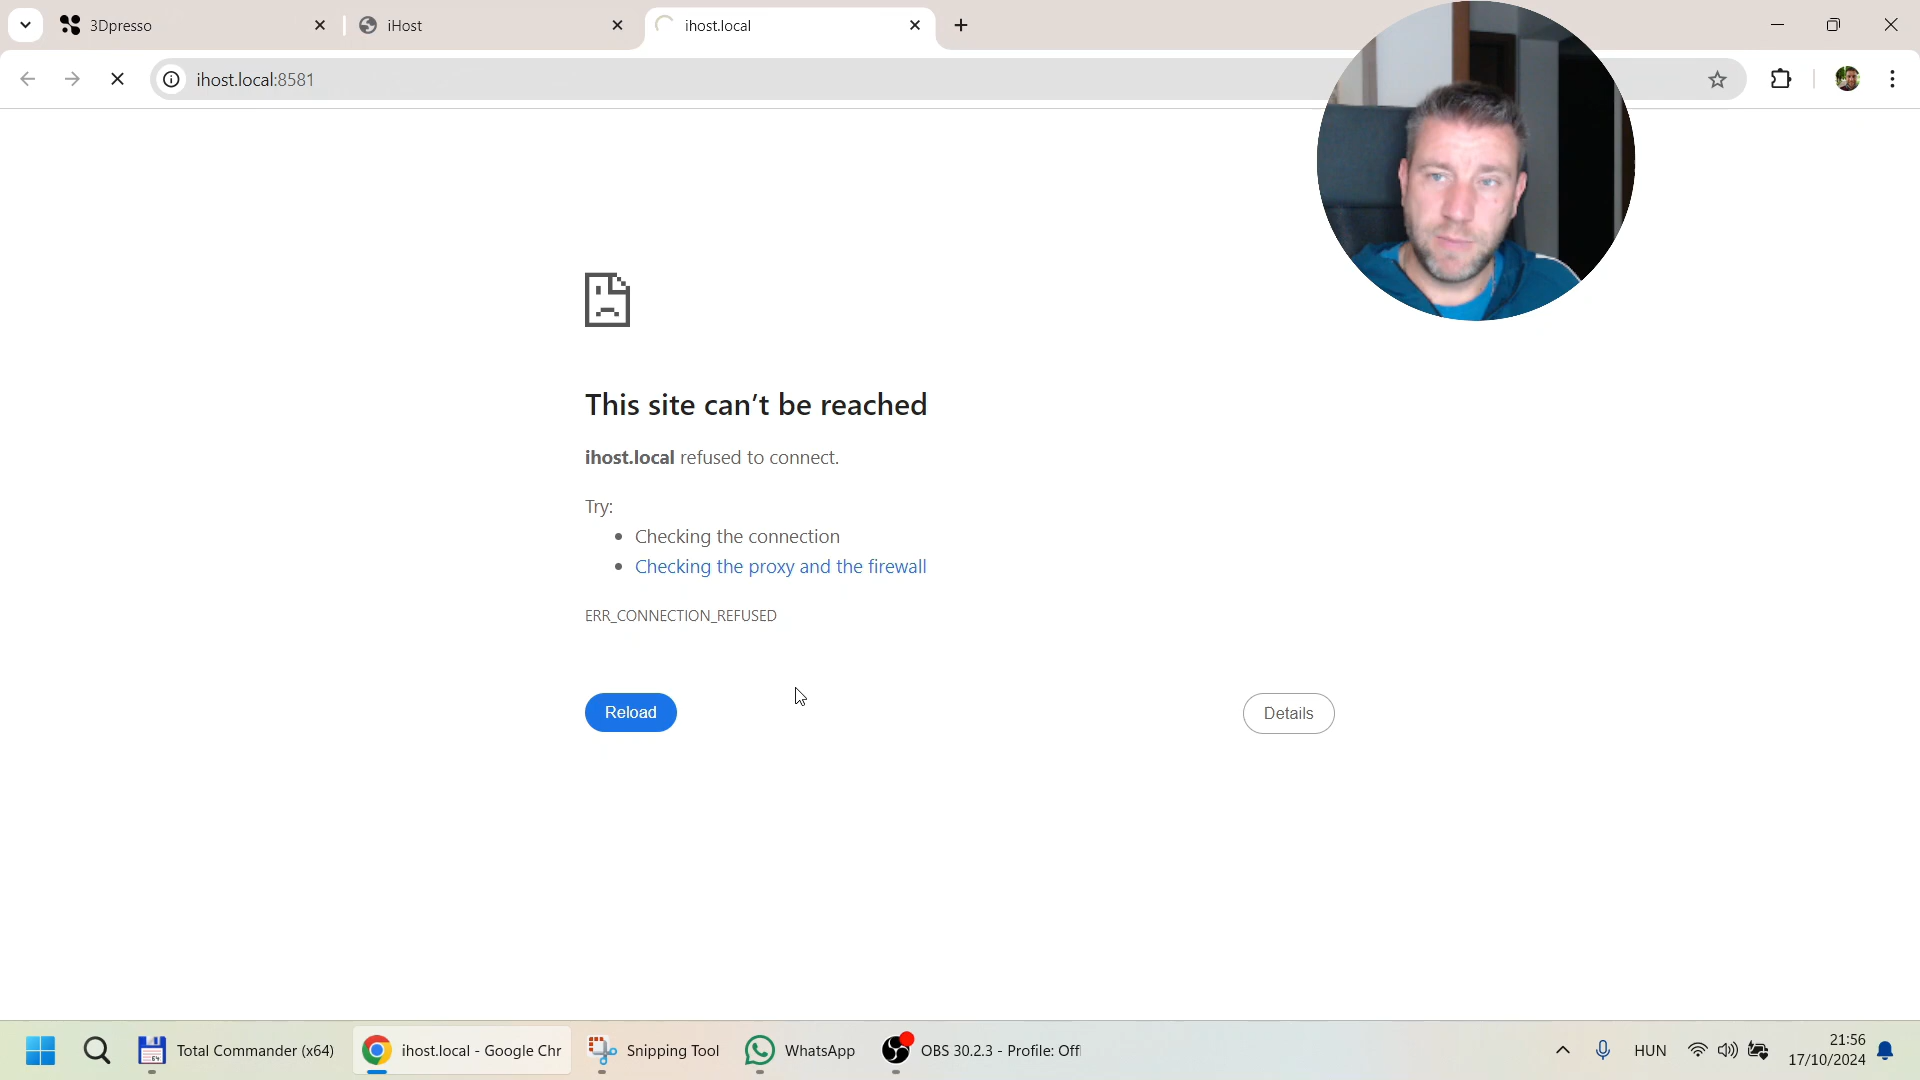 3Dpresso
iHost
ihost.local
ihost.local:8581
This site can’t be reached
ihost.local refused to connect.
Try:
Checking the connection
Checking the proxy and the firewall
ERR_CONNECTION_REFUSED
Reload
Details
Total Commander (x64)
ihost.local - Google Chr
Snipping Tool
WhatsApp
OBS 30.2.3 - Profile: Off
HUN
21:56
17/10/2024